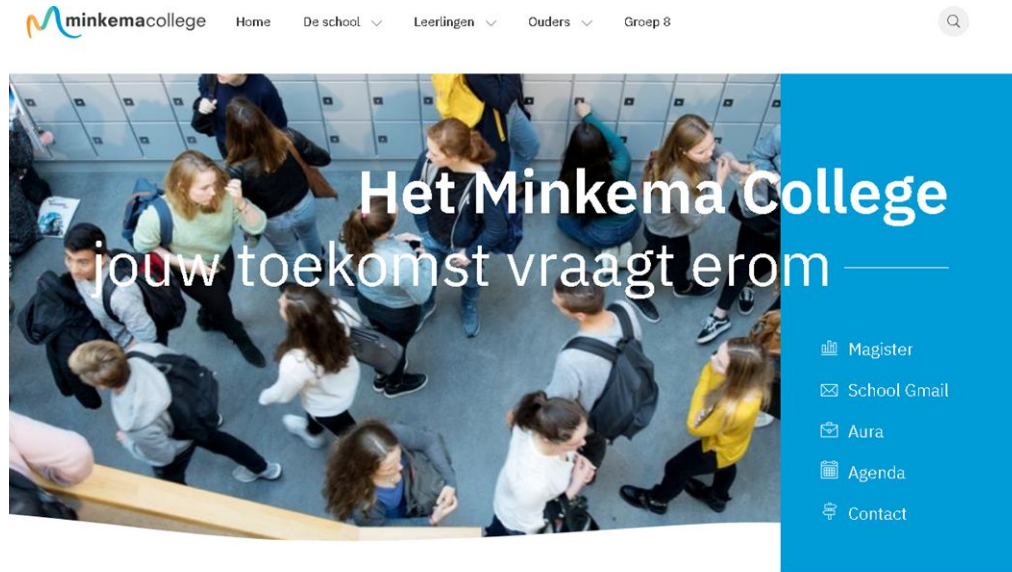 minkemacollege
Home De school Leerlingen Ouders Groep 8
Het Minkema College
jouw toekomst vraagt erom
Magister
School Gmail
Aura
Agenda
Contact